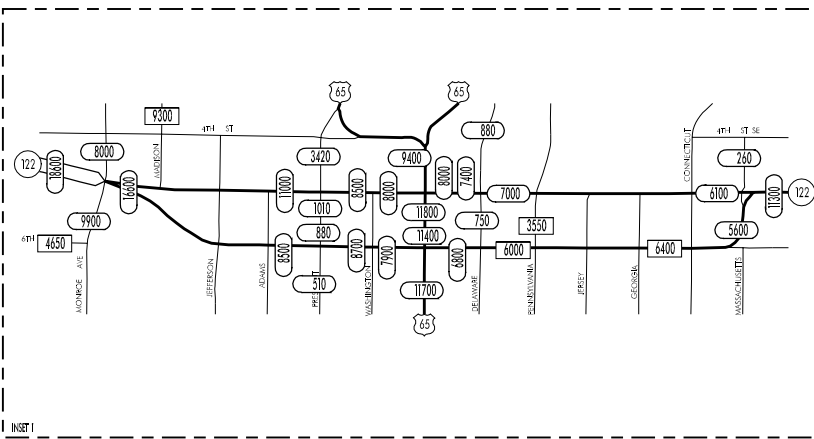 65
65
9300
4TH ST
880
CONNECTICUT
4TH ST SE
8000
MADISON
3420
9400
260
122
18600
16600
11000
8500
8000
8000
7400
7000
6100
11300
122
9900
1010
11800
750
3550
5600
6TH
4650
880
11400
8500
8700
7900
6800
6000
6400
MONROE AVE
JEFFERSON
ADAMS
510
WASHINGTON
11700
DELAWARE
PENNSYLVANIA
JERSEY
GEORGIA
MASSACHUSETTS
65
INSET 1